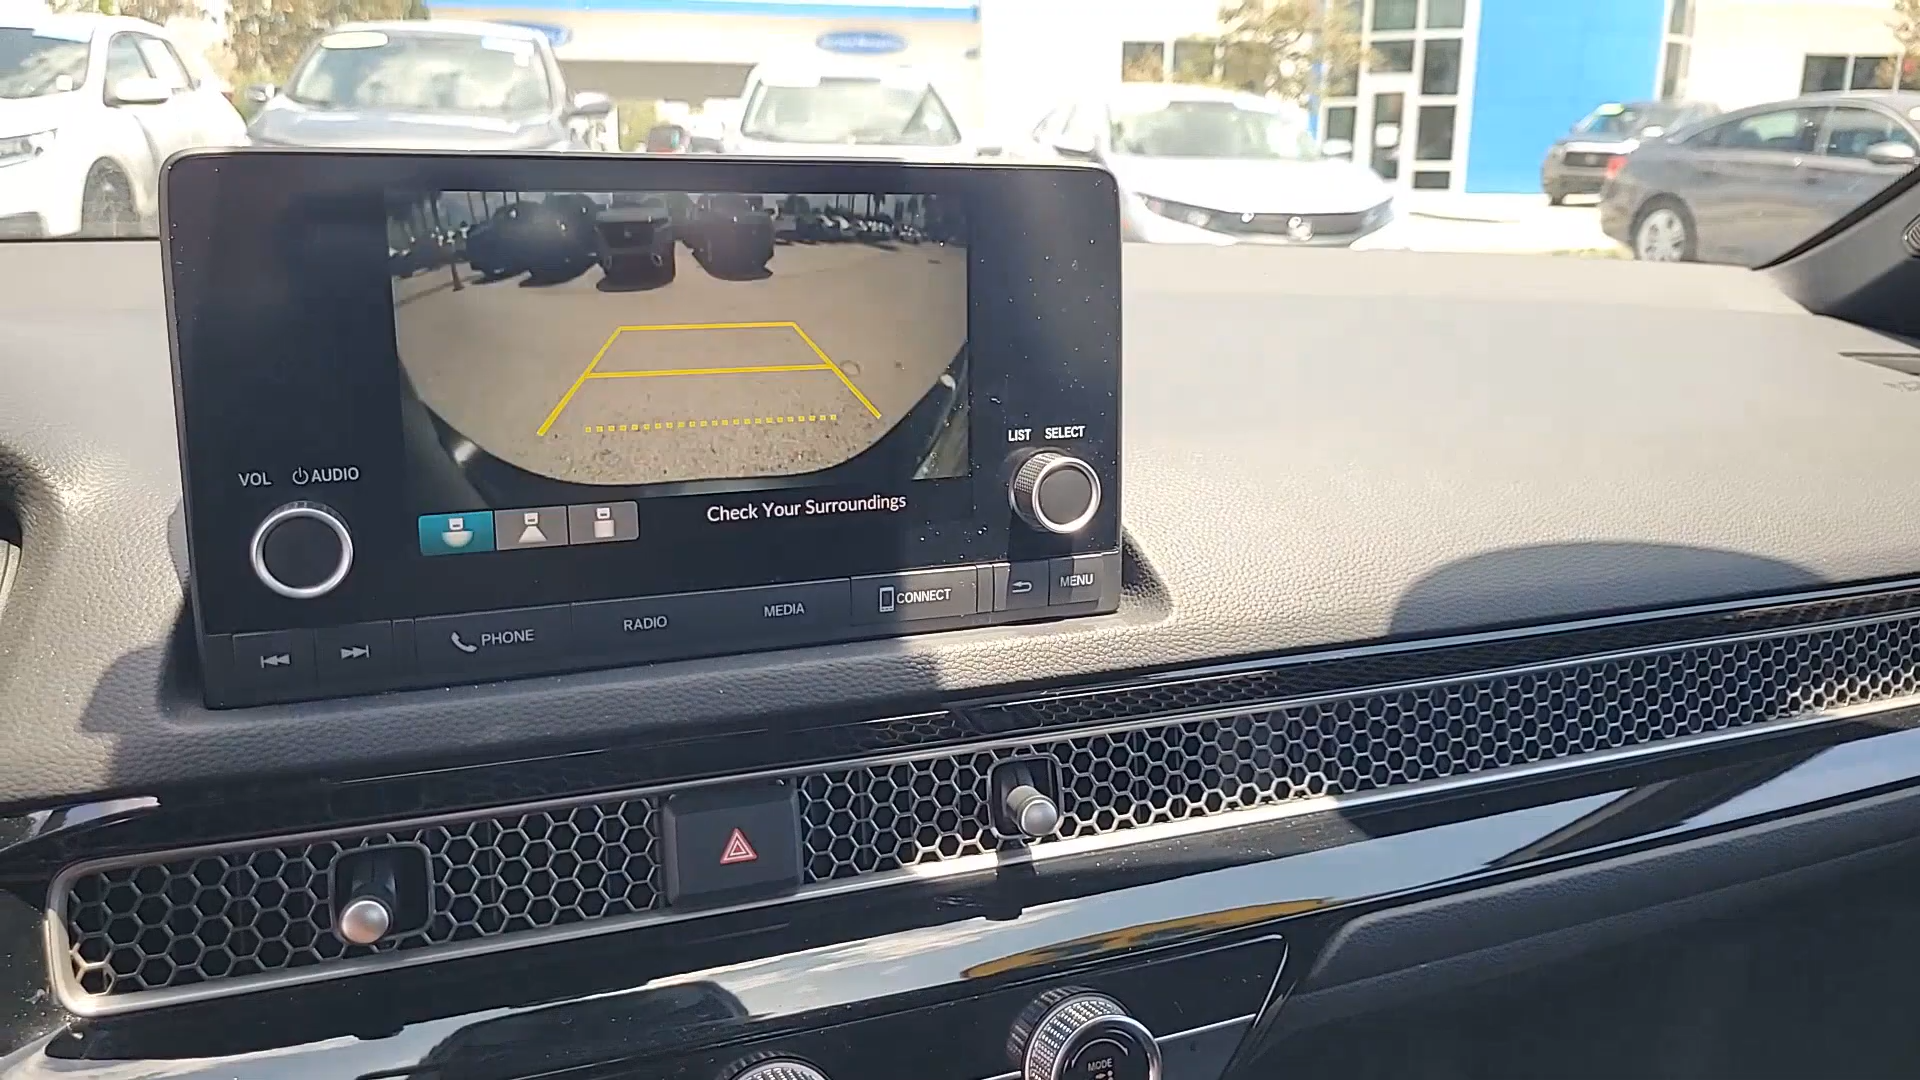 VOL AUDIO
LIST SELECT
Check Your Surroundings
PHONE
RADIO
MEDIA
CONNECT
MENU
MODE